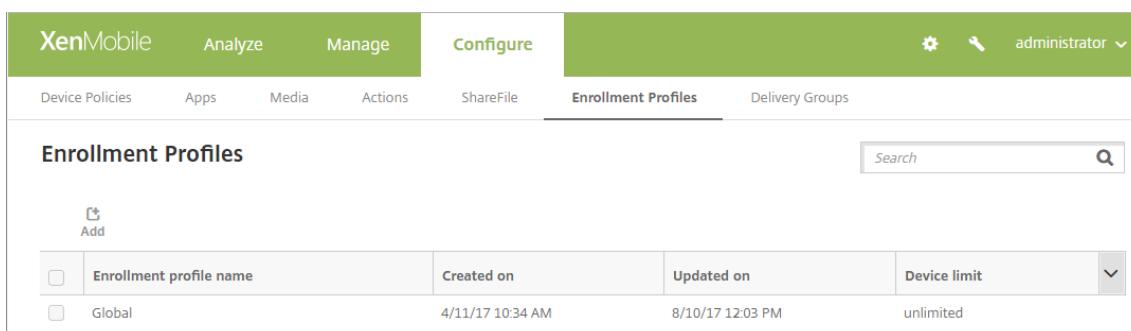 XenMobile Analyze Manage Configure administrator
Device Policies Apps Media Actions ShareFile Enrollment Profiles Delivery Groups
Enrollment Profiles Search
Add
Enrollment profile name Created on Updated on Device limit
Global 4/11/17 10:34 AM 8/10/17 12:03 PM unlimited